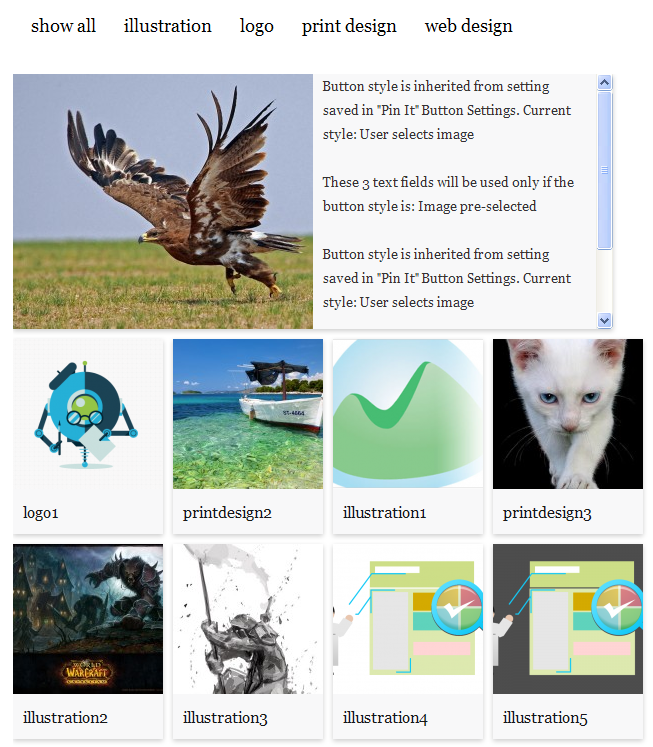 show all illustration logo print design web design
Button style is inherited from setting
saved in "Pin It" Button Settings. Current
style: User selects image
These 3 text fields will be used only if the
button style is: Image pre-selected
Button style is inherited from setting
saved in "Pin It" Button Settings. Current
style: User selects image
ST-4664
logo1 printdesign2 illustration1 printdesign3
WORLD
WARCRAFT
illustration2 illustration3 illustration4 illustration5